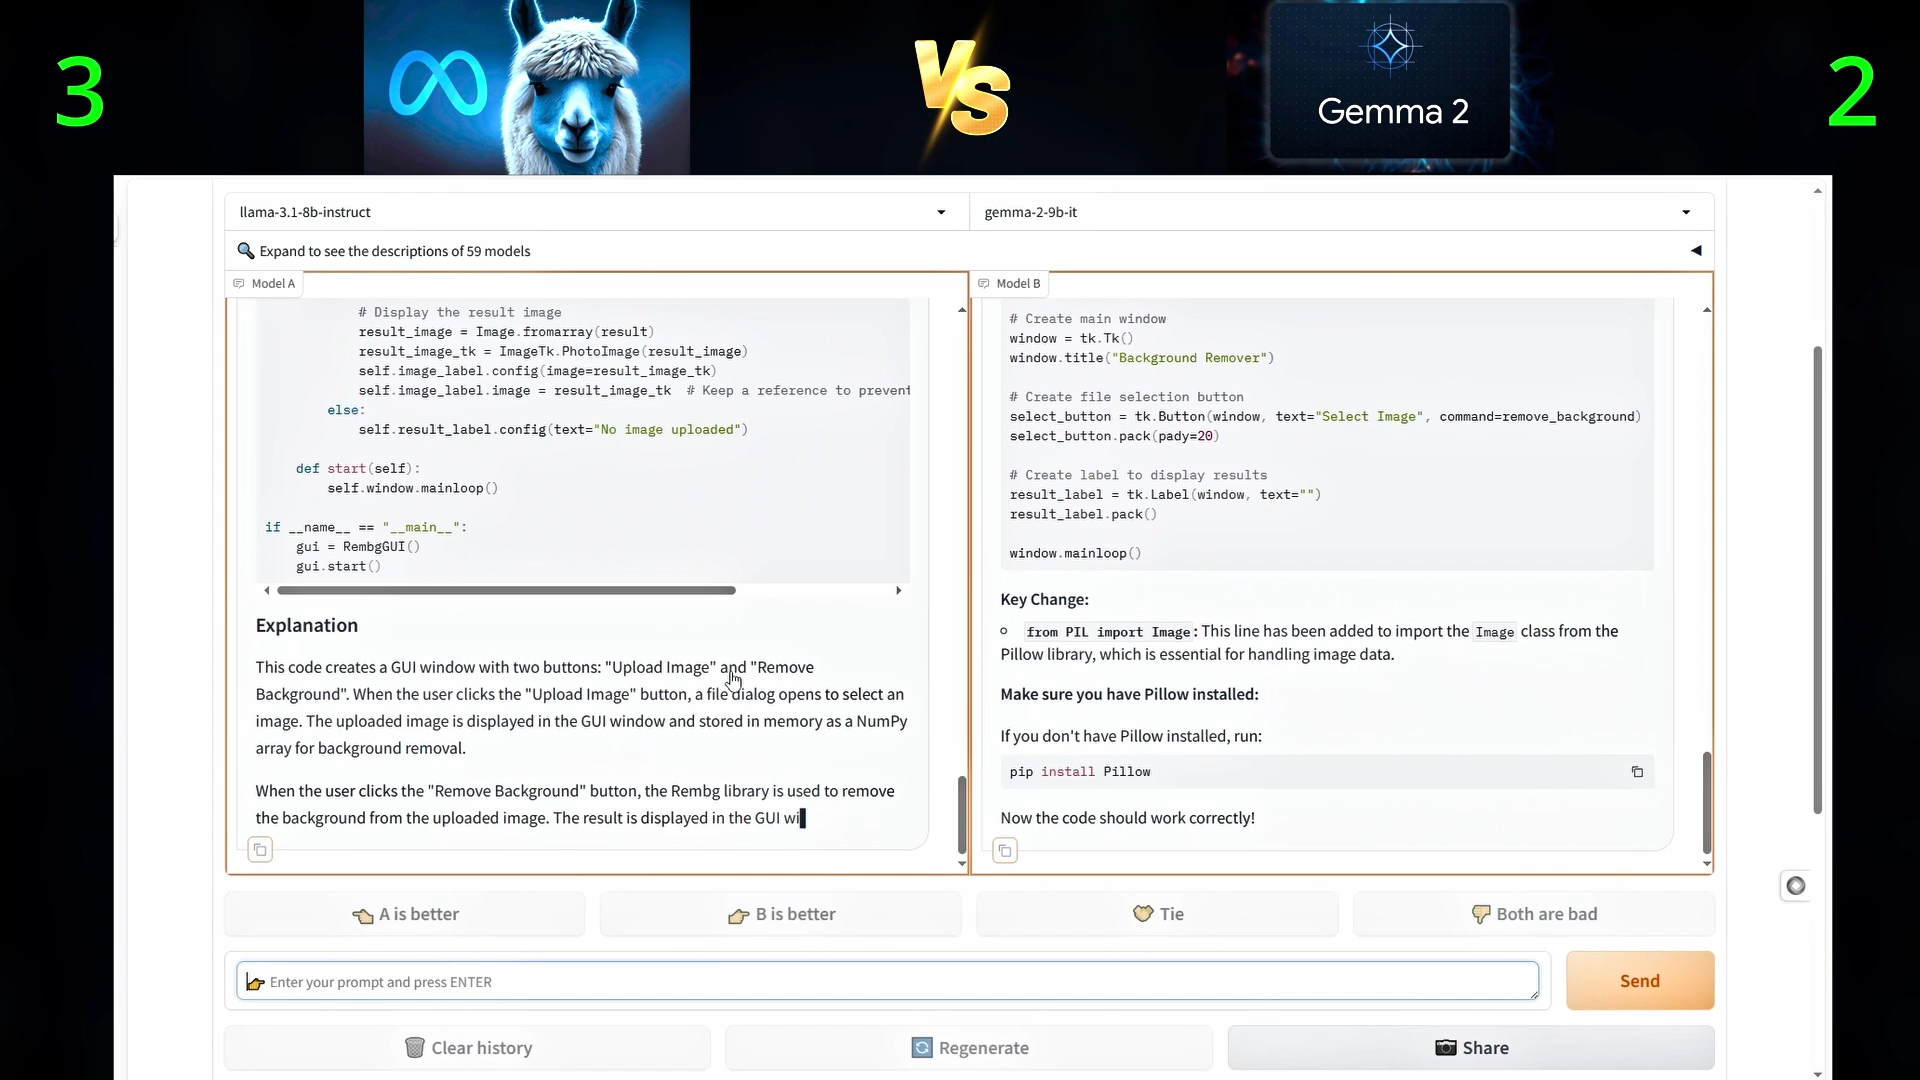 3
VS
Gemma 2
2
llama-3.1-8b-instruct
gemma-2-9b-it
Expand to see the descriptions of 59 models
Model A
# Display the result image
result_image = Image.fromarray(result)
result_image_tk = ImageTk.PhotoImage(result_image)
self.image_label.config(image=result_image_tk)
self.image_label.image = result_image_tk  # Keep a reference to prevent
else:
self.result_label.config(text="No image uploaded")
def start(self):
self.window.mainloop()
if __name__ == "__main__":
gui = RembgGUI()
gui.start()
Explanation
This code creates a GUI window with two buttons: "Upload Image" and "Remove
Background". When the user clicks the "Upload Image" button, a file dialog opens to select an
image. The uploaded image is displayed in the GUI window and stored in memory as a NumPy
array for background removal.
When the user clicks the "Remove Background" button, the Rembg library is used to remove
the background from the uploaded image. The result is displayed in the GUI wi
Model B
# Create main window
window = tk.Tk()
window.title("Background Remover")
# Create file selection button
select_button = tk.Button(window, text="Select Image", command=remove_background)
select_button.pack(pady=20)
# Create label to display results
result_label = tk.Label(window, text="")
result_label.pack()
window.mainloop()
Key Change:
from PIL import Image: This line has been added to import the Image class from the
Pillow library, which is essential for handling image data.
Make sure you have Pillow installed:
If you don't have Pillow installed, run:
pip install Pillow
Now the code should work correctly!
A is better
B is better
Tie
Both are bad
Enter your prompt and press ENTER
Send
Clear history
Regenerate
Share